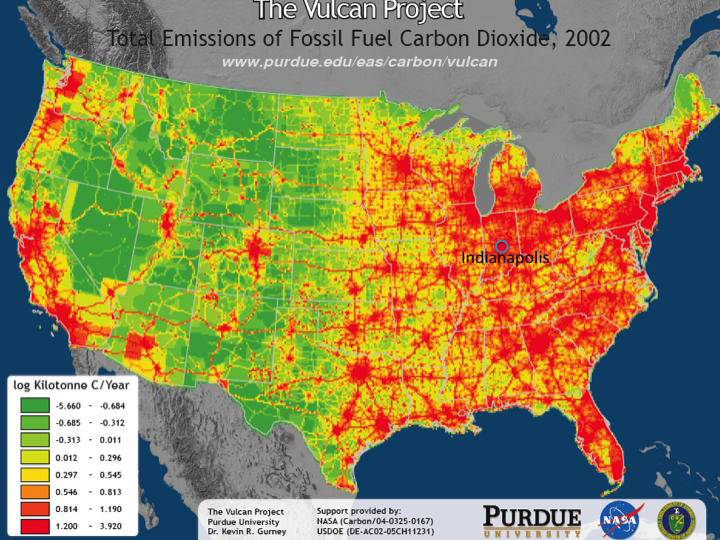 The Vulcan Project
Total Emissions of Fossil Fuel Carbon Dioxide, 2002
www.purdue.edu/eas/carbon/vulcan
Indianapolis
log Kilotonne C/Year
-5.660 - -0.684
-0.685 - -0.312
-0.313 - 0.011
0.012 - 0.296
0.297 - 0.545
0.546 - 0.813
0.814 - 1.190
1.200 - 3.920
The Vulcan Project
Purdue University
Dr. Kevin R. Gurney
Support provided by:
NASA (Carbon/04-0325-0167)
USDOE (DE-AC02-05CH11231)
PURDUE
UNIVERSITY
NASA